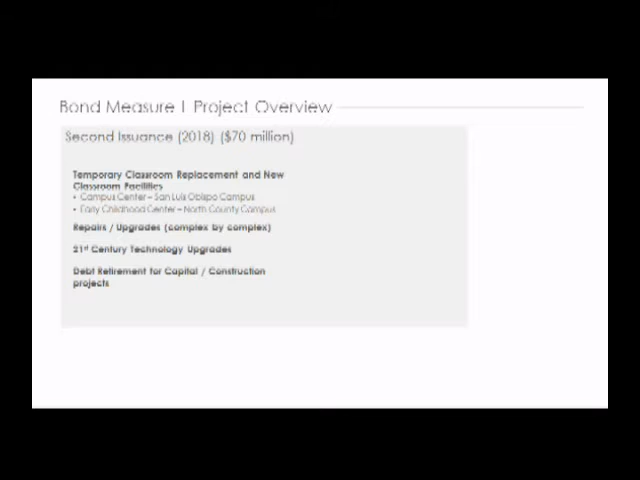 Bond Measure L Project Overview
Second Issuance (2018) ($70 million)
Temporary Classroom Replacement and New
Classroom Facilities
• Campus Center – San Luis Obispo Campus
• Early Childhood Center – North County Campus
Repairs / Upgrades (complex by complex)
21st Century Technology Upgrades
Debt Retirement for Capital / Construction
projects